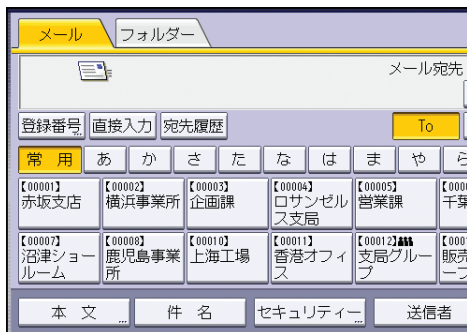 メール フォルダー
メール宛先
登録番号 直接入力 宛先履歴 To
常用 あ か さ た な は ま や ら
【00001】 【00002】 【00003】 【00004】 【00005】
赤坂支店 横浜事業所 企画課 ロサンゼル 営業課 千葉
ス支局
【00007】 【00008】 【00010】 【00011】 【00012】
沼津ショー 鹿児島事業 上海工場 香港オフィ 支局グルー 販売
ルーム 所 ス プ
本文 件名 セキュリティー 送信者